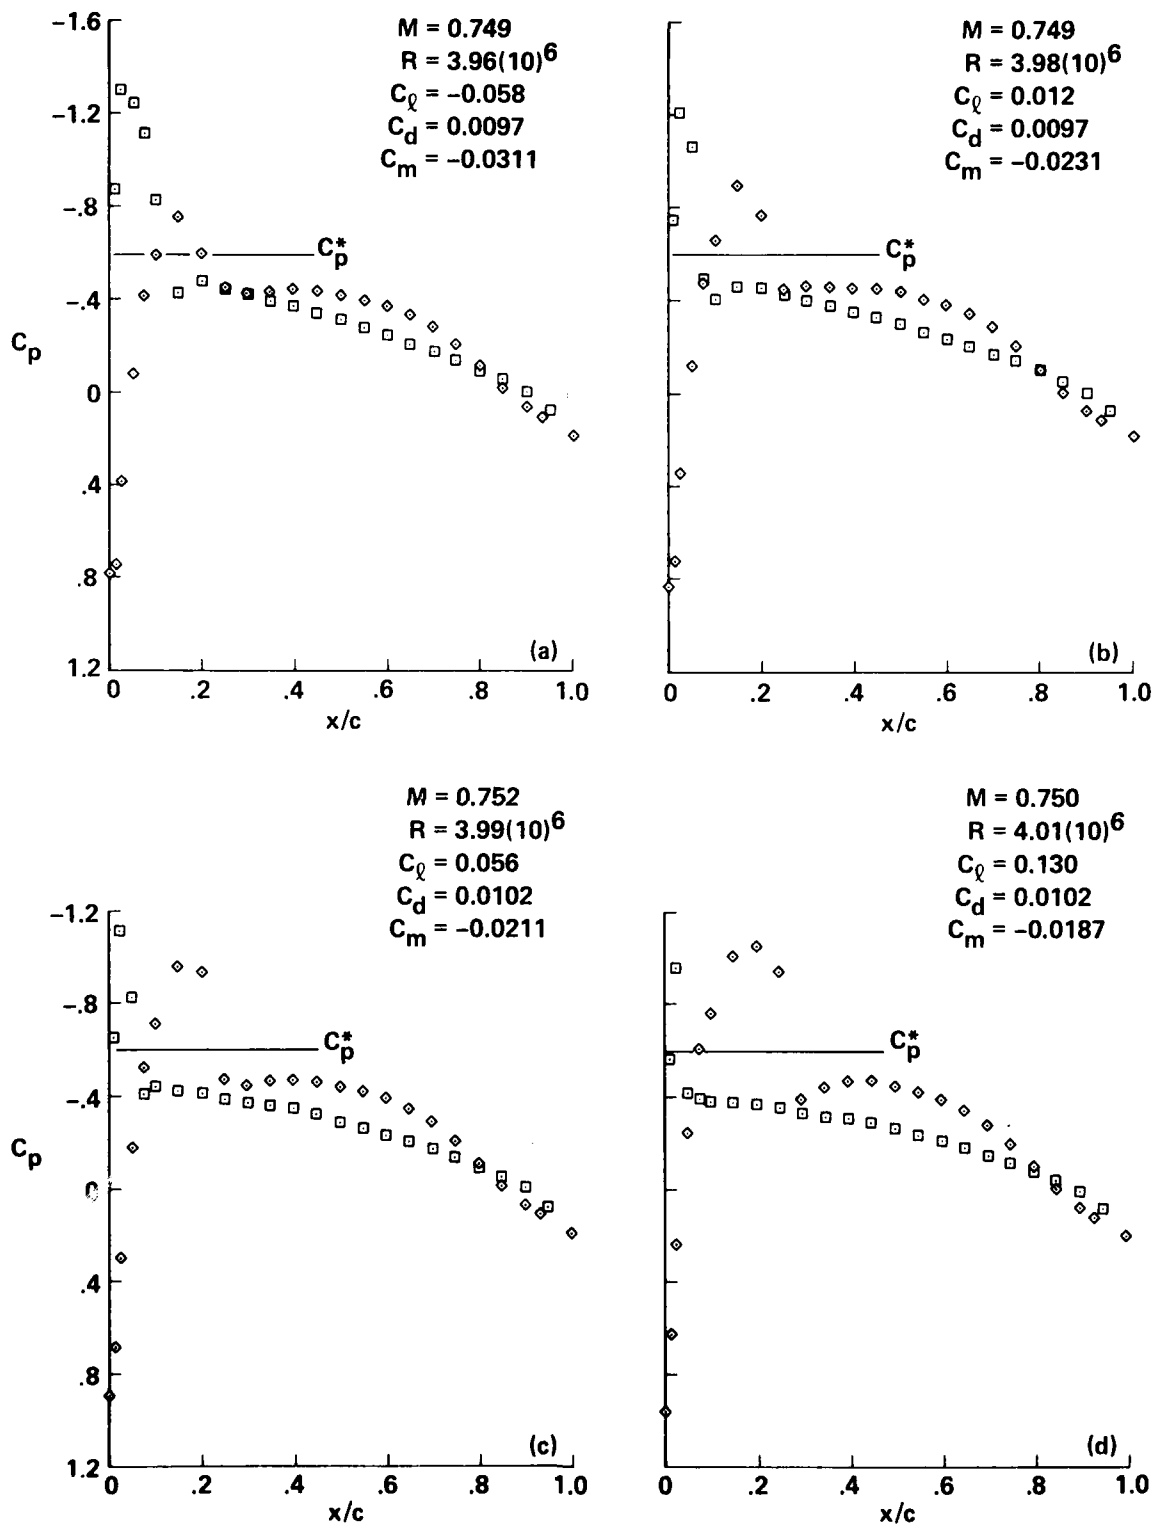 M = 0.749
R = 3.96(10)^6
C_ℓ = –0.058
C_d = 0.0097
C_m = –0.0311
–1.6
–1.2
–.8
–.4
0
.4
.8
1.2
C_p
C_p^*
(a)
0 .2 .4 .6 .8 1.0
x/c
M = 0.749
R = 3.98(10)^6
C_ℓ = 0.012
C_d = 0.0097
C_m = –0.0231
C_p^*
(b)
0 .2 .4 .6 .8 1.0
x/c
M = 0.752
R = 3.99(10)^6
C_ℓ = 0.056
C_d = 0.0102
C_m = –0.0211
–1.2
–.8
–.4
0
.4
.8
1.2
C_p
C_p^*
(c)
0 .2 .4 .6 .8 1.0
x/c
M = 0.750
R = 4.01(10)^6
C_ℓ = 0.130
C_d = 0.0102
C_m = –0.0187
C_p^*
(d)
0 .2 .4 .6 .8 1.0
x/c